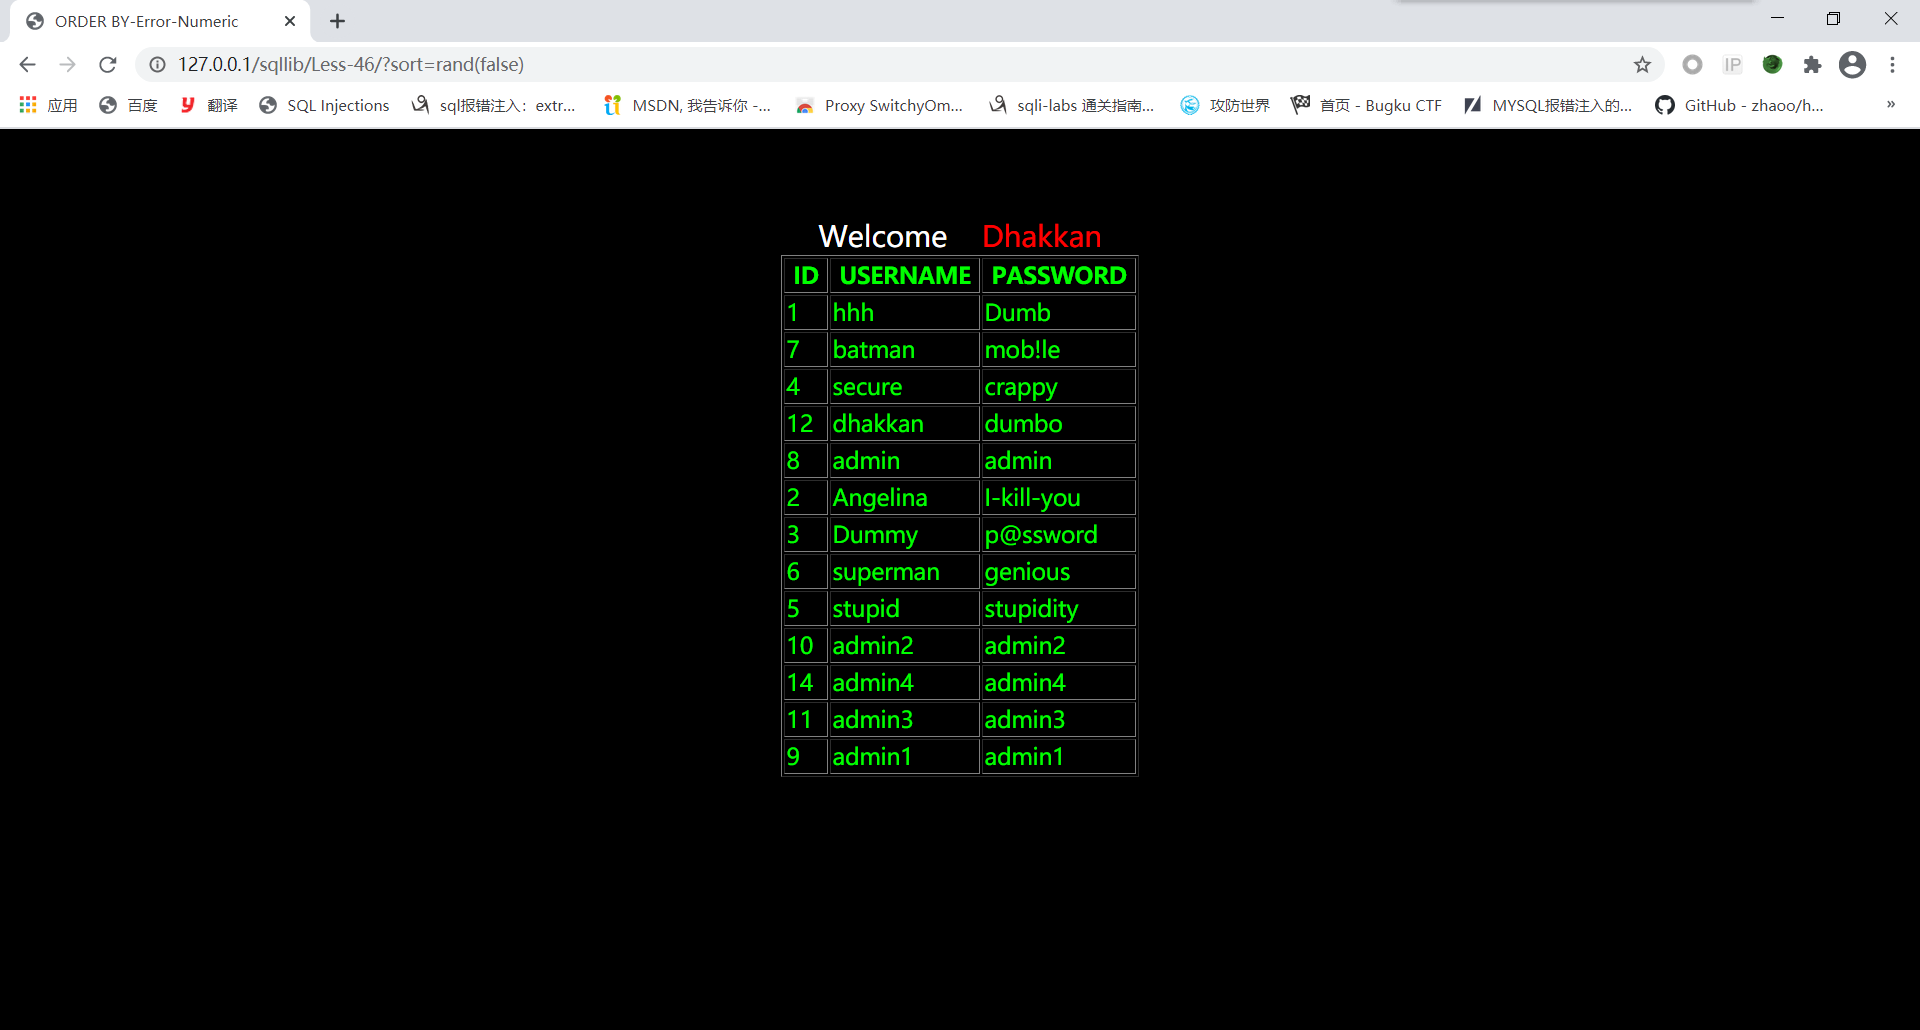 ORDER BY-Error-Numeric
127.0.0.1/sqllib/Less-46/?sort=rand(false)
IP
应用 百度 翻译 SQL Injections sql报错注入：extr... MSDN, 我告诉你 -... Proxy SwitchyOm... sqli-labs 通关指南... 攻防世界 首页 - Bugku CTF MYSQL报错注入的... GitHub - zhaoo/h... »
Welcome Dhakkan
ID USERNAME PASSWORD
1 hhh Dumb
7 batman mob!le
4 secure crappy
12 dhakkan dumbo
8 admin admin
2 Angelina I-kill-you
3 Dummy p@ssword
6 superman genious
5 stupid stupidity
10 admin2 admin2
14 admin4 admin4
11 admin3 admin3
9 admin1 admin1